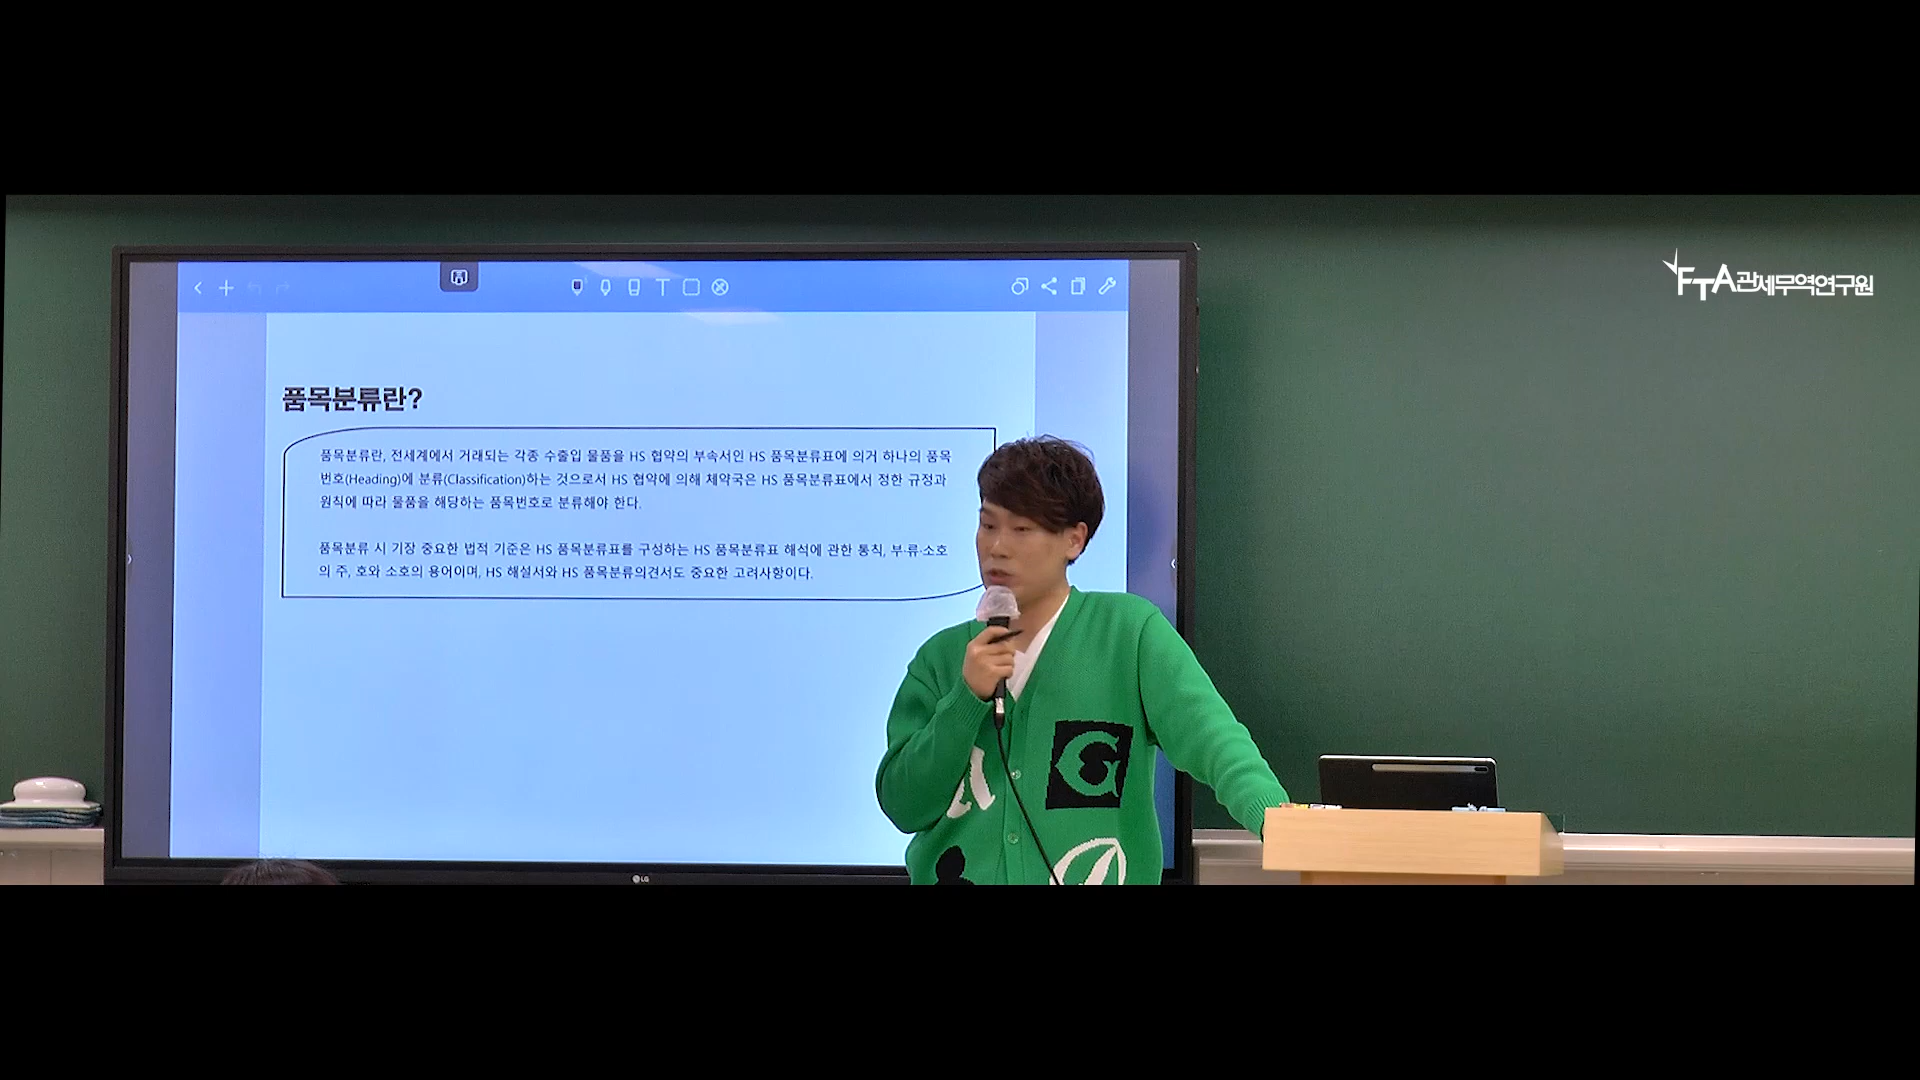 FTA관세무역연구원
품목분류란?
품목분류란, 전세계에서 거래되는 각종 수출입 물품을 HS 협약의 부속서인 HS 품목분류표에 의거 하나의 품목
번호(Heading)에 분류(Classification)하는 것으로서 HS 협약에 의해 체약국은 HS 품목분류표에서 정한 규정과
원칙에 따라 물품을 해당하는 품목번호로 분류해야 한다.
품목분류 시 가장 중요한 법적 기준은 HS 품목분류표를 구성하는 HS 품목분류표 해석에 관한 통칙, 부·류·소호
의 주, 호와 소호의 용어이며, HS 해설서와 HS 품목분류의견서도 중요한 고려사항이다.
G
LG